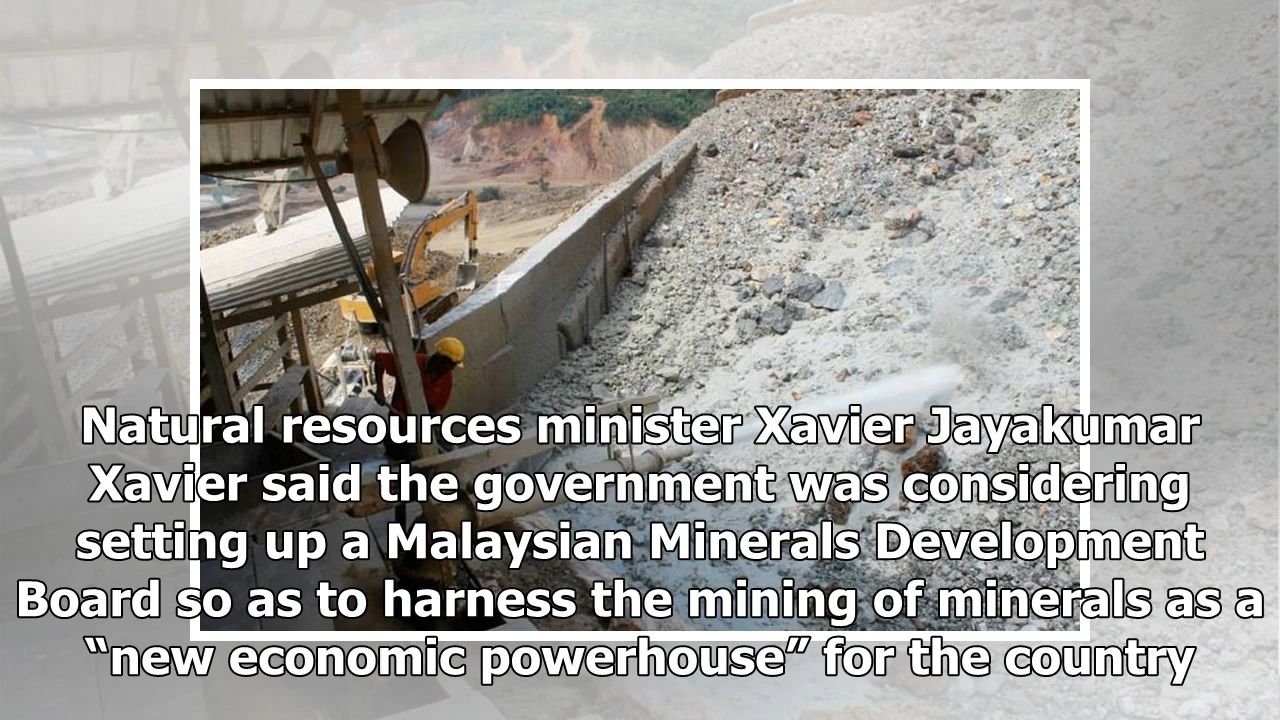 Natural resources minister Xavier Jayakumar
Xavier said the government was considering
setting up a Malaysian Minerals Development
Board so as to harness the mining of minerals as a
“new economic powerhouse” for the country